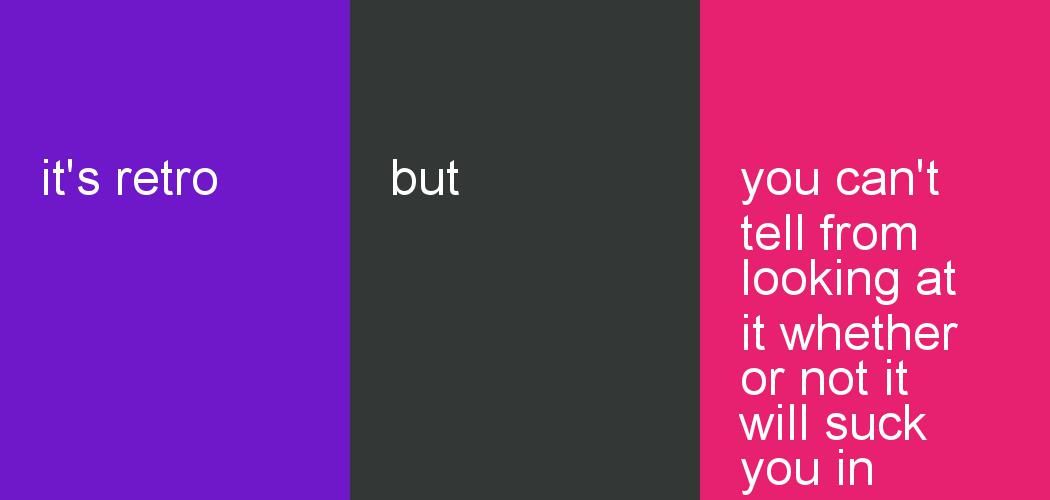 it's retro
but
you can't
tell from
looking at
it whether
or not it
will suck
you in